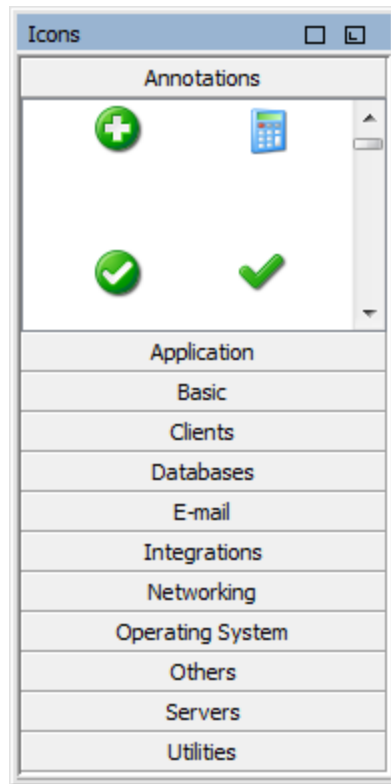 Icons
Annotations
Application
Basic
Clients
Databases
E-mail
Integrations
Networking
Operating System
Others
Servers
Utilities